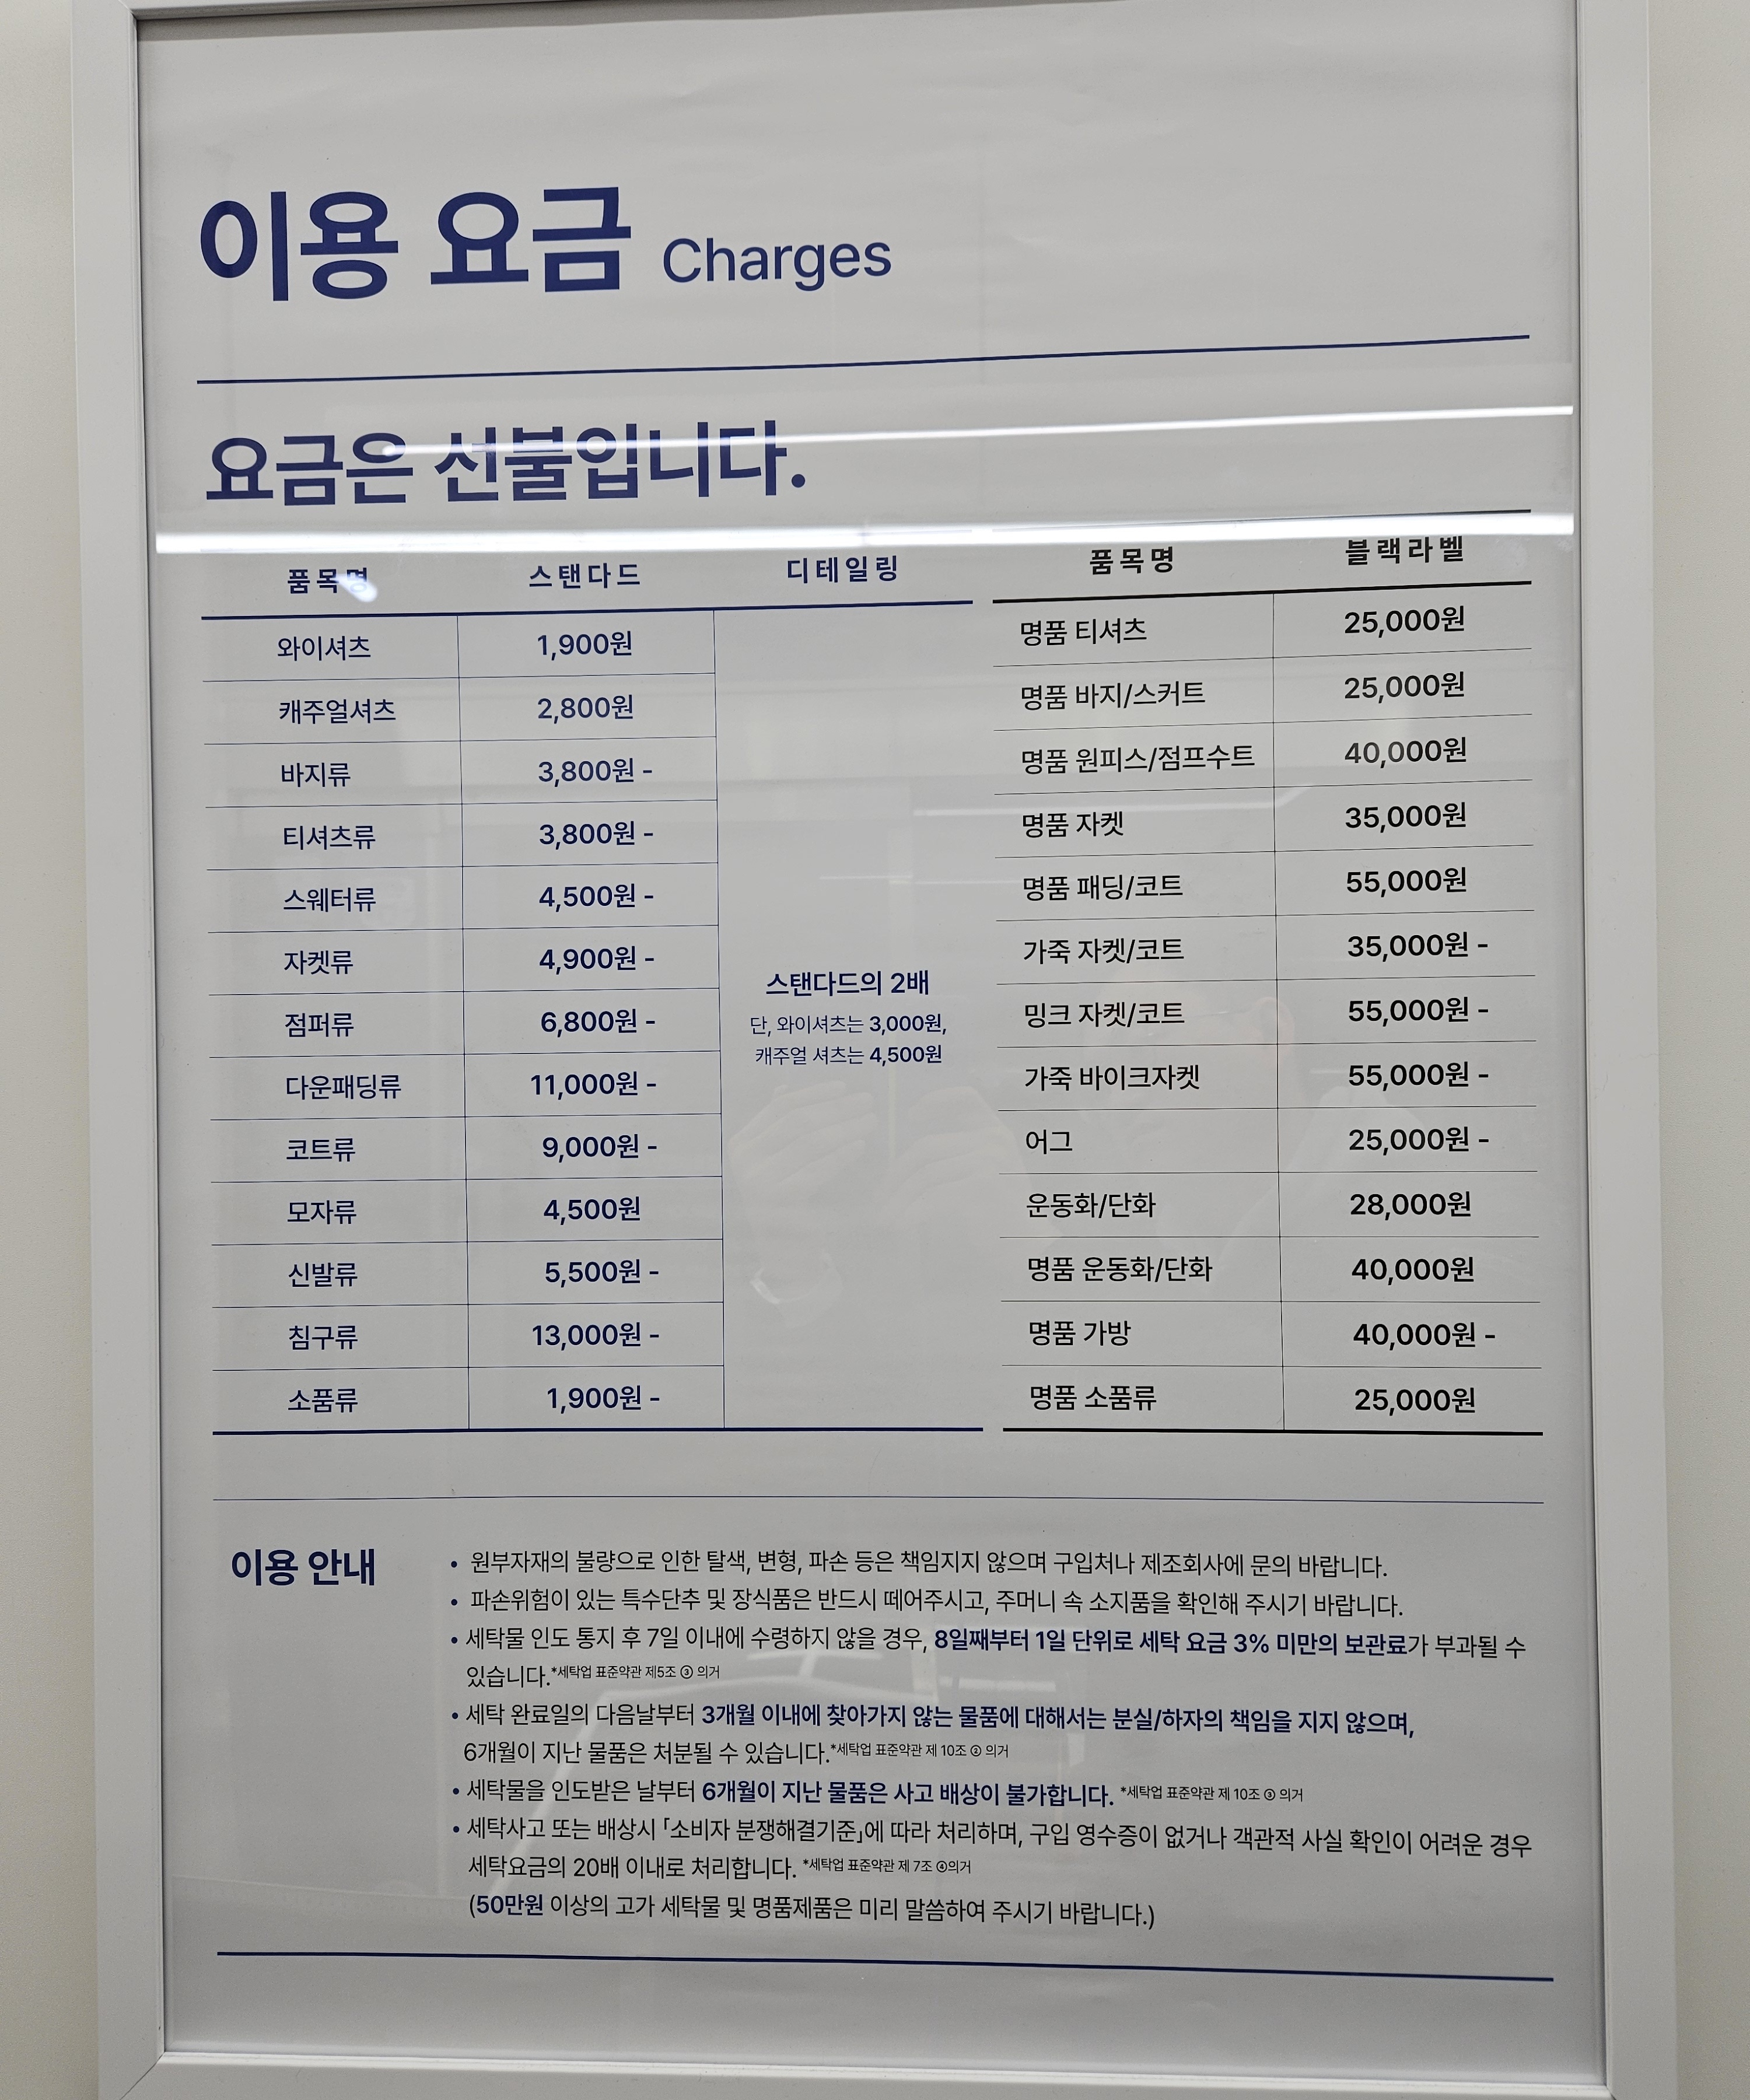 이용 요금 Charges
요금은 선불입니다.
품목명 스탠다드 디테일링
와이셔츠 1,900원
캐주얼셔츠 2,800원
바지류 3,800원 -
티셔츠류 3,800원 -
스웨터류 4,500원 -
자켓류 4,900원 -
점퍼류 6,800원 -
다운패딩류 11,000원 -
코트류 9,000원 -
모자류 4,500원
신발류 5,500원 -
침구류 13,000원 -
소품류 1,900원 -
스탠다드의 2배
단, 와이셔츠는 3,000원,
캐주얼 셔츠는 4,500원
품목명 블랙라벨
명품 티셔츠 25,000원
명품 바지/스커트 25,000원
명품 원피스/점프수트 40,000원
명품 자켓 35,000원
명품 패딩/코트 55,000원
가죽 자켓/코트 35,000원 -
밍크 자켓/코트 55,000원 -
가죽 바이크자켓 55,000원 -
어그 25,000원 -
운동화/단화 28,000원
명품 운동화/단화 40,000원
명품 가방 40,000원 -
명품 소품류 25,000원
이용 안내
• 원부자재의 불량으로 인한 탈색, 변형, 파손 등은 책임지지 않으며 구입처나 제조회사에 문의 바랍니다.
• 파손위험이 있는 특수단추 및 장식품은 반드시 떼어주시고, 주머니 속 소지품을 확인해 주시기 바랍니다.
• 세탁물 인도 통지 후 7일 이내에 수령하지 않을 경우, 8일째부터 1일 단위로 세탁 요금 3% 미만의 보관료가 부과될 수
있습니다.*세탁업 표준약관 제5조 ③ 의거
• 세탁 완료일의 다음날부터 3개월 이내에 찾아가지 않는 물품에 대해서는 분실/하자의 책임을 지지 않으며,
6개월이 지난 물품은 처분될 수 있습니다.*세탁업 표준약관 제 10조 ② 의거
• 세탁물을 인도받은 날부터 6개월이 지난 물품은 사고 배상이 불가합니다. *세탁업 표준약관 제 10조 ③ 의거
• 세탁사고 또는 배상시 「소비자 분쟁해결기준」에 따라 처리하며, 구입 영수증이 없거나 객관적 사실 확인이 어려운 경우
세탁요금의 20배 이내로 처리합니다. *세탁업 표준약관 제 7조 ④의거
(50만원 이상의 고가 세탁물 및 명품제품은 미리 말씀하여 주시기 바랍니다.)